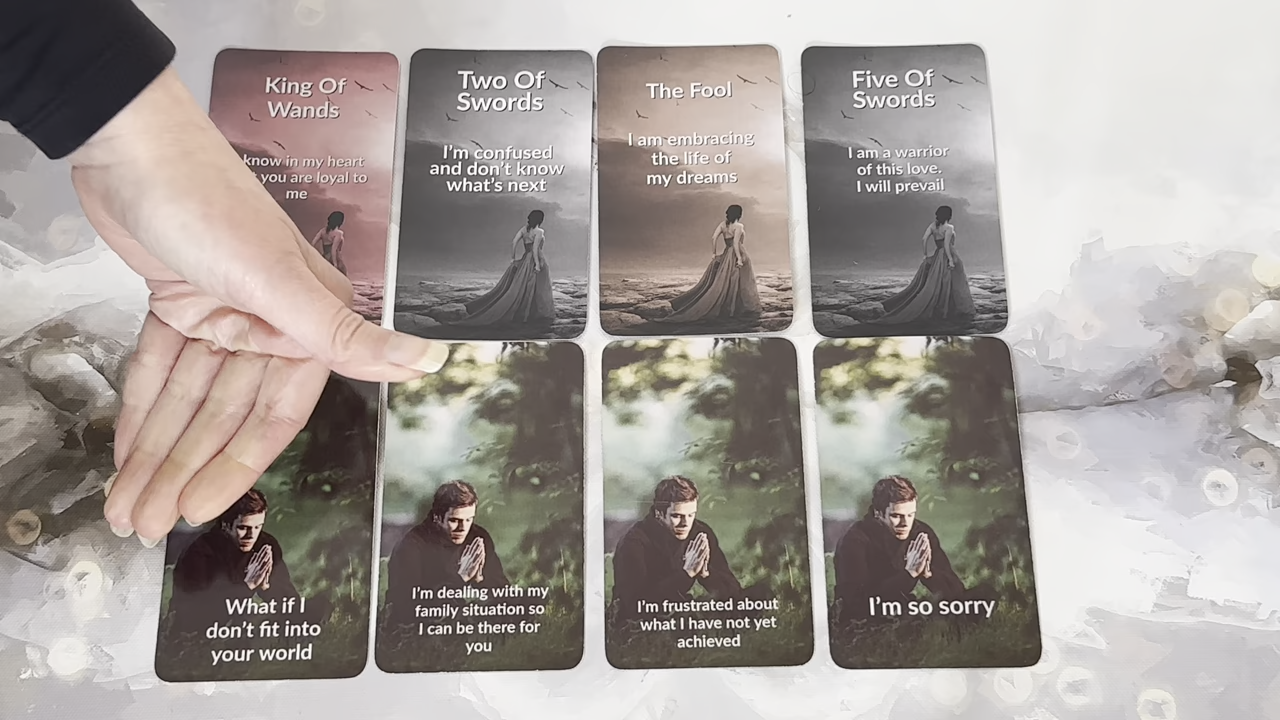 King Of
Wands
know in my heart
you are loyal to
me
Two Of
Swords
I'm confused
and don't know
what's next
The Fool
I am embracing
the life of
my dreams
Five Of
Swords
I am a warrior
of this love.
I will prevail
What if I
don't fit into
your world
I'm dealing with my
family situation so
I can be there for
you
I'm frustrated about
what I have not yet
achieved
I'm so sorry